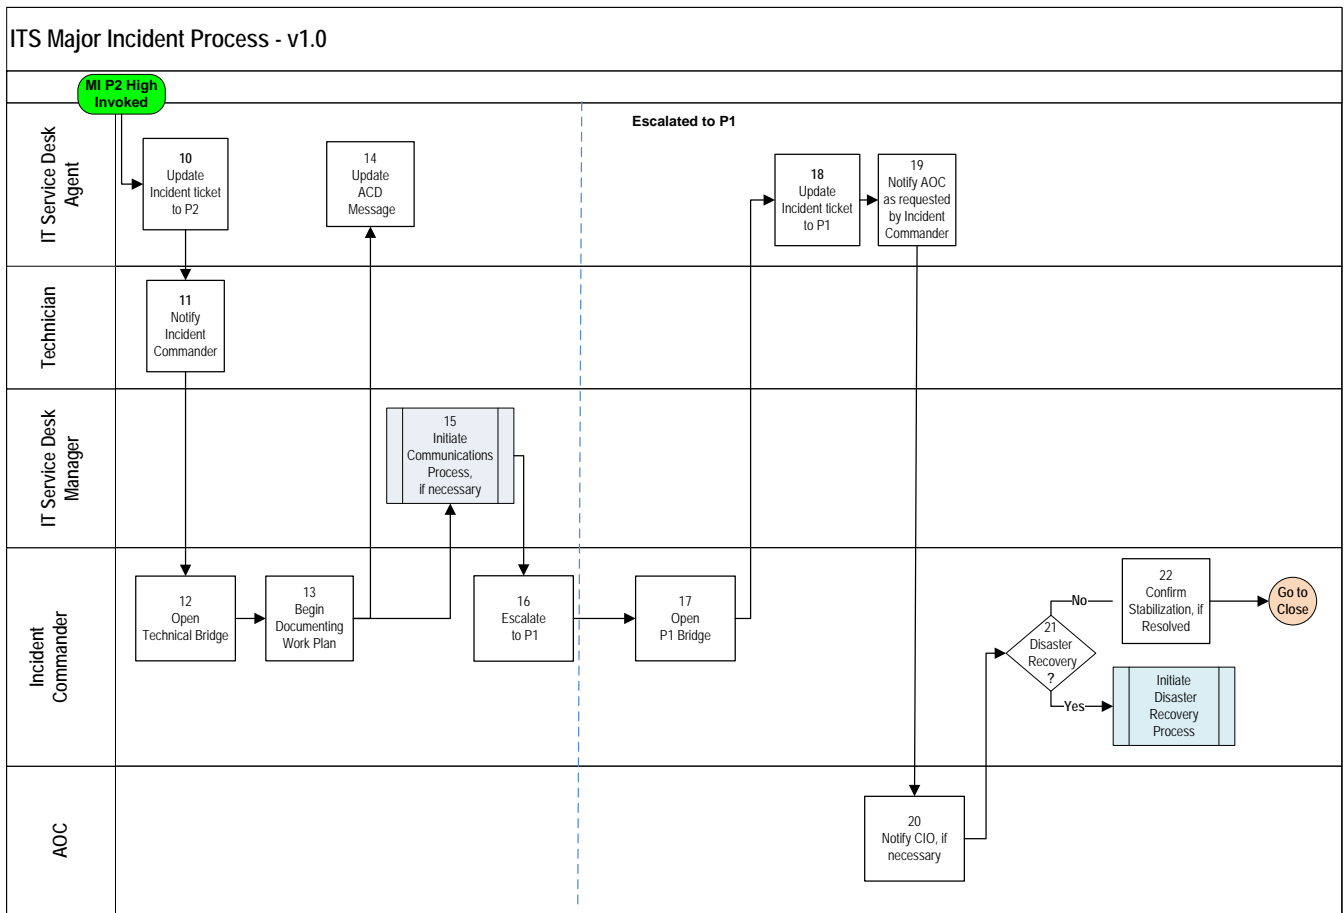 ITS Major Incident Process - v1.0
MI P2 High
Invoked
Escalated to P1
IT Service Desk
Agent
10
Update
Incident ticket
to P2
14
Update
ACD
Message
18
Update
Incident ticket
to P1
19
Notify AOC
as requested
by Incident
Commander
Technician
11
Notify
Incident
Commander
IT Service Desk
Manager
15
Initiate
Communications
Process,
if necessary
Incident
Commander
12
Open
Technical Bridge
13
Begin
Documenting
Work Plan
16
Escalate
to P1
17
Open
P1 Bridge
21
Disaster
Recovery
?
No
22
Confirm
Stabilization, if
Resolved
Go to
Close
Yes
Initiate
Disaster
Recovery
Process
AOC
20
Notify CIO, if
necessary